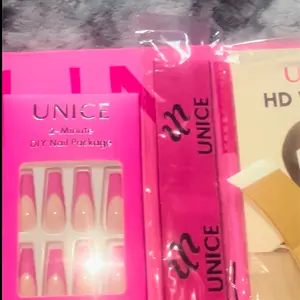 UNICE
2-Minute
DIY Nail Package
UNICE
UNICE
U
HD